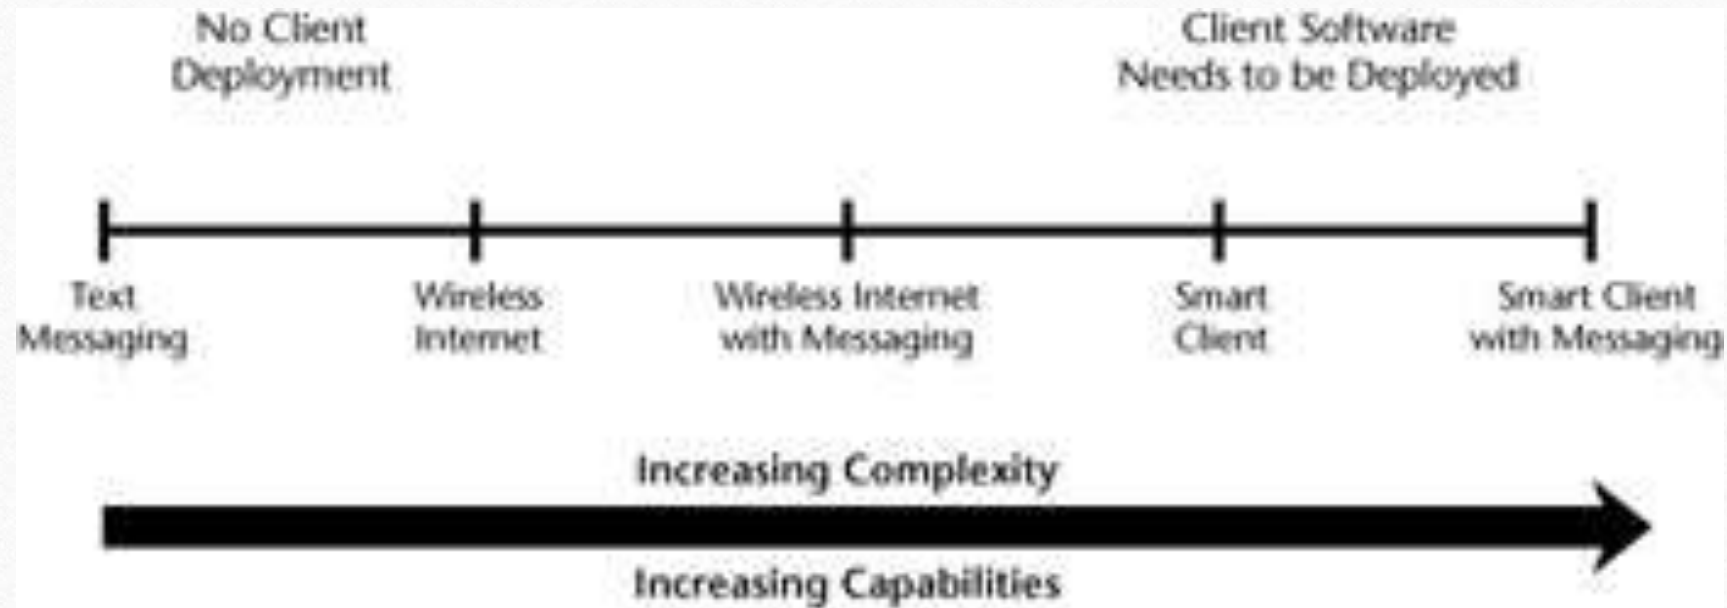 No Client
Deployment
Client Software
Needs to be Deployed
Text
Messaging
Wireless
Internet
Wireless Internet
with Messaging
Smart
Client
Smart Client
with Messaging
Increasing Complexity
Increasing Capabilities